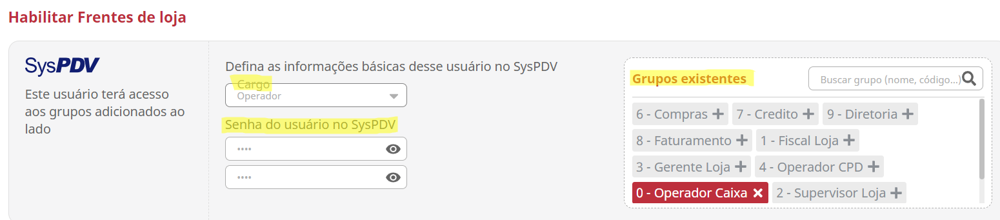 Habilitar Frentes de loja
SysPDV
Este usuário terá acesso
aos grupos adicionados ao
lado
Defina as informações básicas desse usuário no SysPDV
Cargo
Operador
Senha do usuário no SysPDV
••••
••••
Grupos existentes
Buscar grupo (nome, código...)
6 - Compras + 7 - Credito + 9 - Diretoria +
8 - Faturamento + 1 - Fiscal Loja +
3 - Gerente Loja + 4 - Operador CPD +
0 - Operador Caixa × 2 - Supervisor Loja +